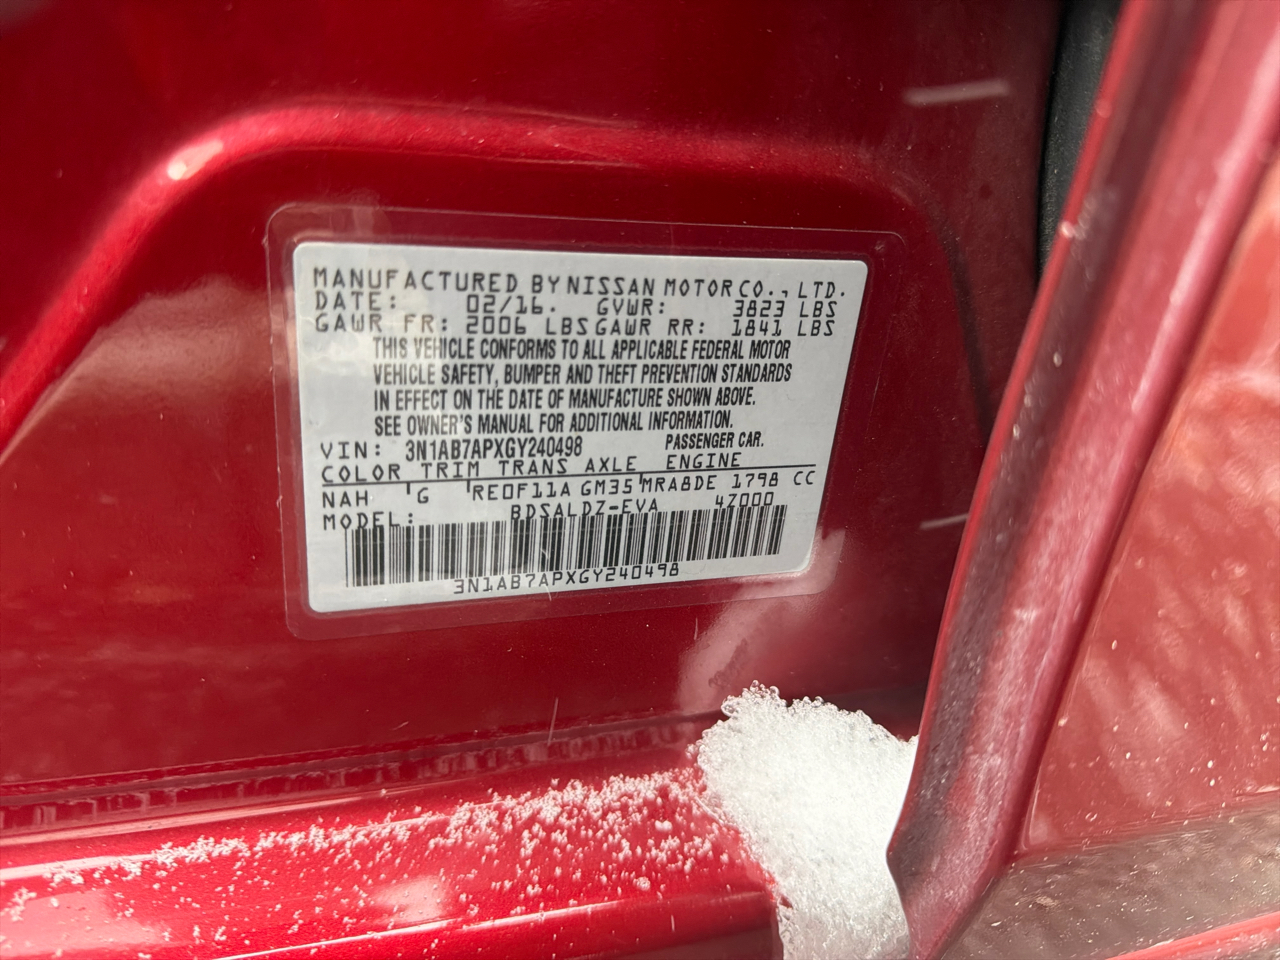 MANUFACTURED BY NISSAN MOTOR CO., LTD.
DATE: 02/16. GVWR: 3823 LBS
GAWR FR: 2006 LBS GAWR RR: 1841 LBS
THIS VEHICLE CONFORMS TO ALL APPLICABLE FEDERAL MOTOR
VEHICLE SAFETY, BUMPER AND THEFT PREVENTION STANDARDS
IN EFFECT ON THE DATE OF MANUFACTURE SHOWN ABOVE.
SEE OWNER'S MANUAL FOR ADDITIONAL INFORMATION.
VIN: 3N1AB7APXGY240498 PASSENGER CAR.
COLOR TRIM TRANS AXLE ENGINE
NAH G RE0F11A GM35 MRA8DE 1798 CC
MODEL: BDSALDZ-EVA 4Z000
3N1AB7APXGY240498